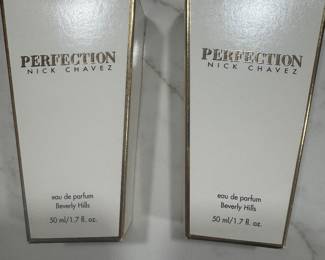 PERFECTION
NICK CHAVEZ
eau de parfum
Beverly Hills
50 ml/1.7 fl. oz.
PERFECTION
NICK CHAVEZ
eau de parfum
Beverly Hills
50 ml/1.7 fl. oz.